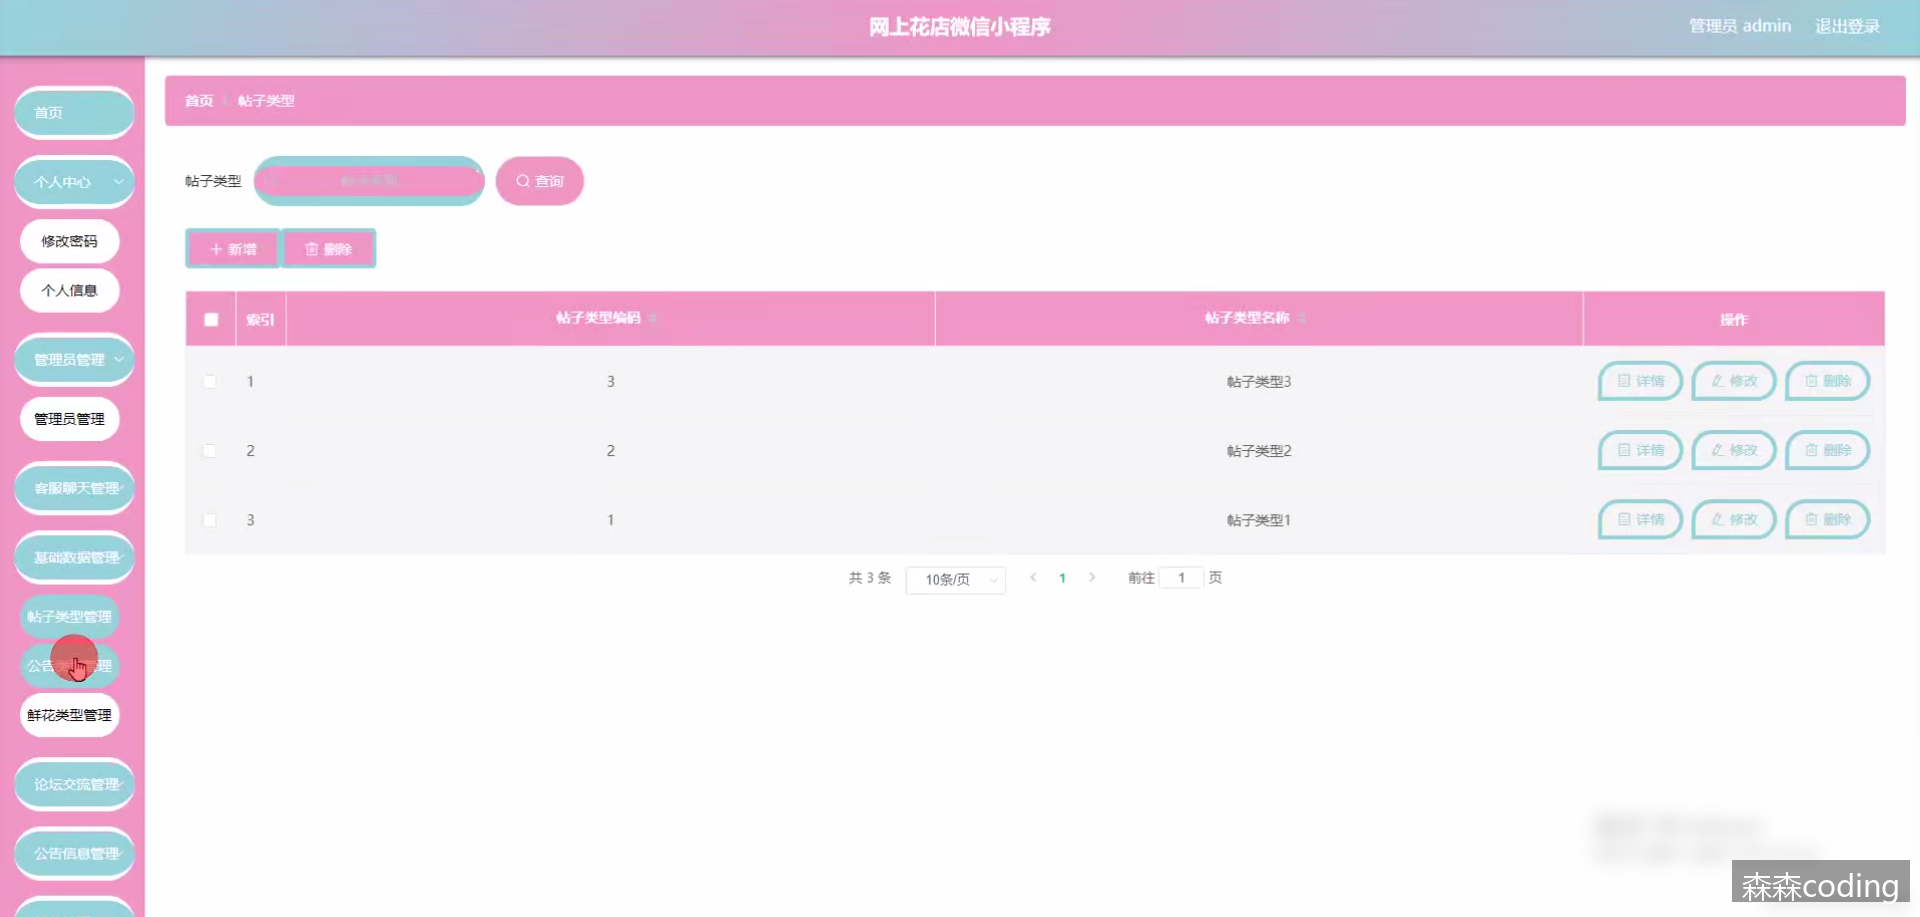 网上花店微信小程序
管理员 admin
退出登录
首页
个人中心
修改密码
个人信息
管理员管理
管理员管理
客服聊天管理
基础数据管理
帖子类型管理
公告 管理
鲜花类型管理
论坛交流管理
公告信息管理
首页 帖子类型
帖子类型
查询
新增 删除
索引 帖子类型编码 帖子类型名称 操作
1 3 帖子类型3 详情 修改 删除
2 2 帖子类型2 详情 修改 删除
3 1 帖子类型1 详情 修改 删除
共 3 条 10条/页 1 前往 1 页
森森coding